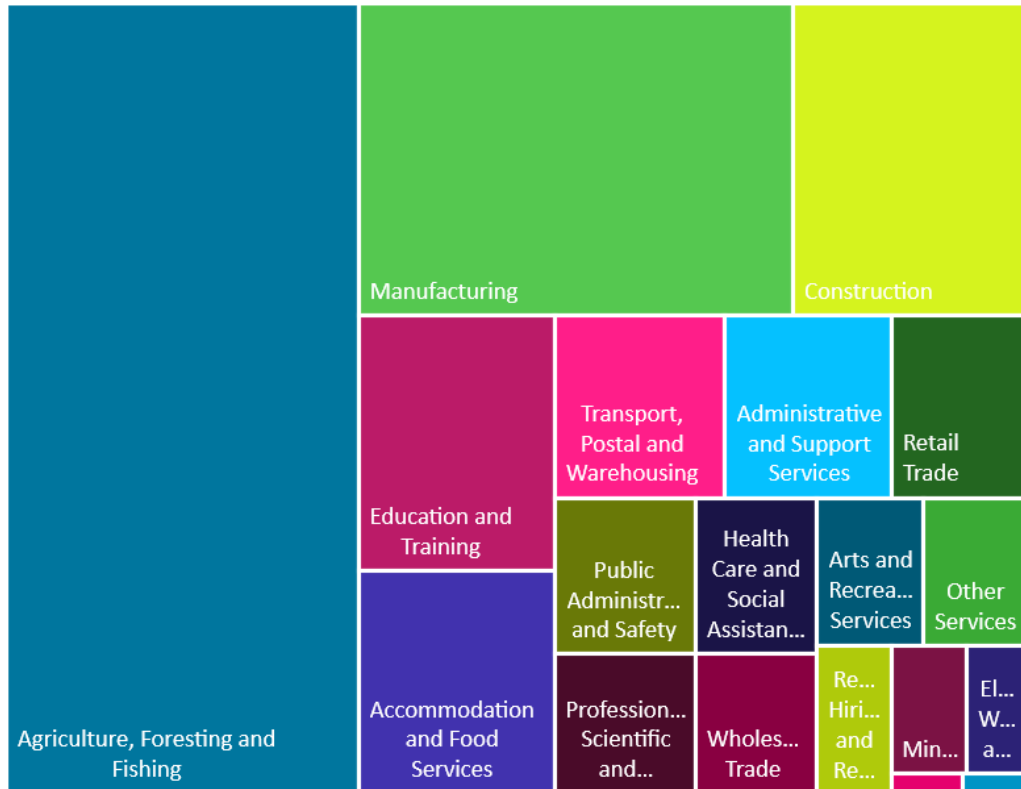 Agriculture, Foresting and
Fishing
Manufacturing
Construction
Education and
Training
Accommodation
and Food
Services
Transport,
Postal and
Warehousing
Administrative
and Support
Services
Retail
Trade
Public
Administr...
and Safety
Health
Care and
Social
Assistan...
Arts and
Recrea...
Services
Other
Services
Profession...
Scientific
and...
Wholes...
Trade
Re...
Hiri...
and
Re...
Min...
El...
W...
a...